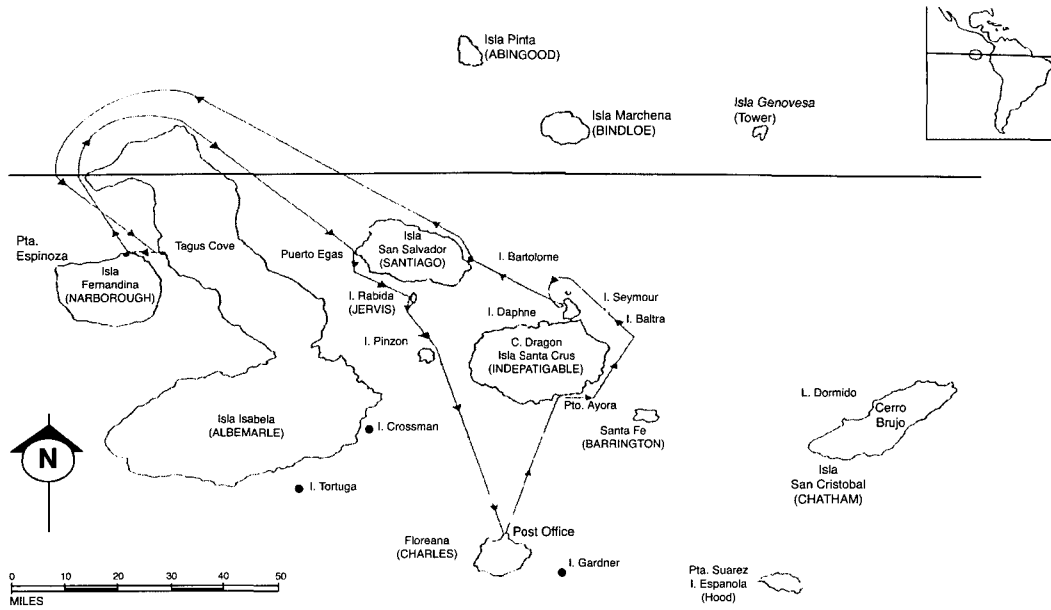 Isla Pinta
(ABINGOOD)
Isla Marchena
(BINDLOE)
Isla Genovesa
(Tower)
Pta.
Espinoza
Tagus Cove
Isla
Fernandina
(NARBOROUGH)
Puerto Egas
Isla
San Salvador
(SANTIAGO)
I. Bartolome
I. Rabida
(JERVIS)
I. Daphne
I. Seymour
I. Baltra
I. Pinzon
C. Dragon
Isla Santa Crus
(INDEPATIGABLE)
Pto. Ayora
Santa Fe
(BARRINGTON)
L. Dormido
Cerro
Brujo
Isla
San Cristobal
(CHATHAM)
Isla Isabela
(ALBEMARLE)
I. Crossman
I. Tortuga
N
Floreana
(CHARLES)
Post Office
I. Gardner
Pta. Suarez
I. Espanola
(Hood)
0 10 20 30 40 50
MILES